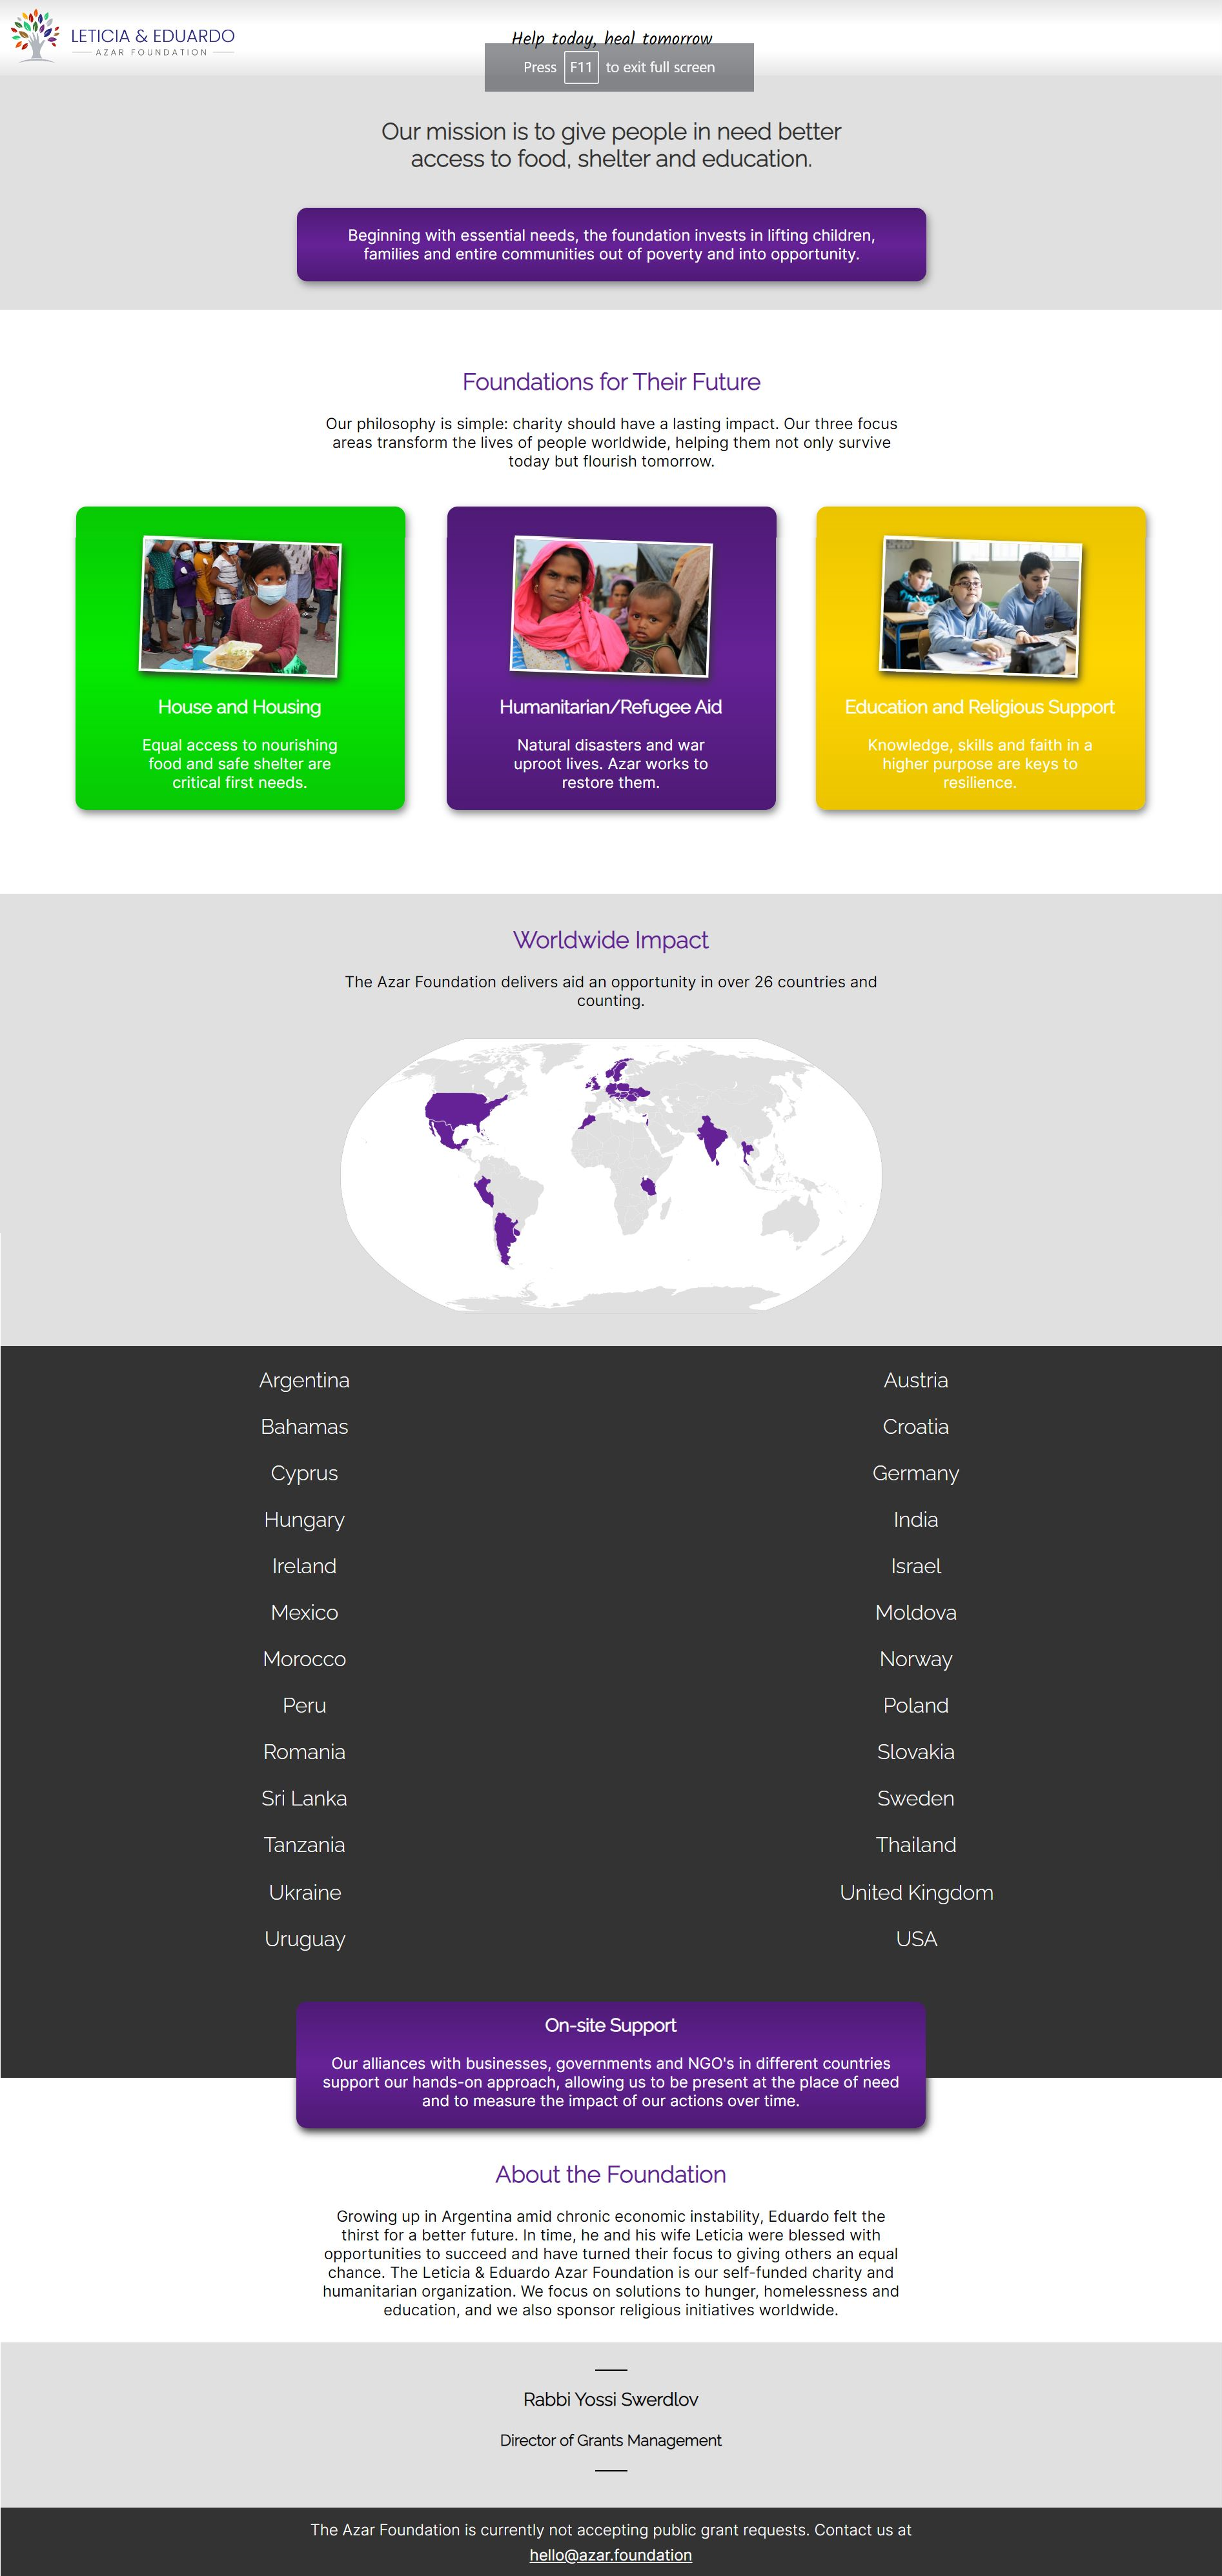 LETICIA & EDUARDO
AZAR FOUNDATION
Help today, heal tomorrow
Press F11 to exit full screen
Our mission is to give people in need better
access to food, shelter and education.
Beginning with essential needs, the foundation invests in lifting children,
families and entire communities out of poverty and into opportunity.
Foundations for Their Future
Our philosophy is simple: charity should have a lasting impact. Our three focus
areas transform the lives of people worldwide, helping them not only survive
today but flourish tomorrow.
House and Housing
Equal access to nourishing
food and safe shelter are
critical first needs.
Humanitarian/Refugee Aid
Natural disasters and war
uproot lives. Azar works to
restore them.
Education and Religious Support
Knowledge, skills and faith in a
higher purpose are keys to
resilience.
Worldwide Impact
The Azar Foundation delivers aid an opportunity in over 26 countries and
counting.
Argentina
Austria
Bahamas
Croatia
Cyprus
Germany
Hungary
India
Ireland
Israel
Mexico
Moldova
Morocco
Norway
Peru
Poland
Romania
Slovakia
Sri Lanka
Sweden
Tanzania
Thailand
Ukraine
United Kingdom
Uruguay
USA
On-site Support
Our alliances with businesses, governments and NGO's in different countries
support our hands-on approach, allowing us to be present at the place of need
and to measure the impact of our actions over time.
About the Foundation
Growing up in Argentina amid chronic economic instability, Eduardo felt the
thirst for a better future. In time, he and his wife Leticia were blessed with
opportunities to succeed and have turned their focus to giving others an equal
chance. The Leticia & Eduardo Azar Foundation is our self-funded charity and
humanitarian organization. We focus on solutions to hunger, homelessness and
education, and we also sponsor religious initiatives worldwide.
Rabbi Yossi Swerdlov
Director of Grants Management
The Azar Foundation is currently not accepting public grant requests. Contact us at
hello@azar.foundation